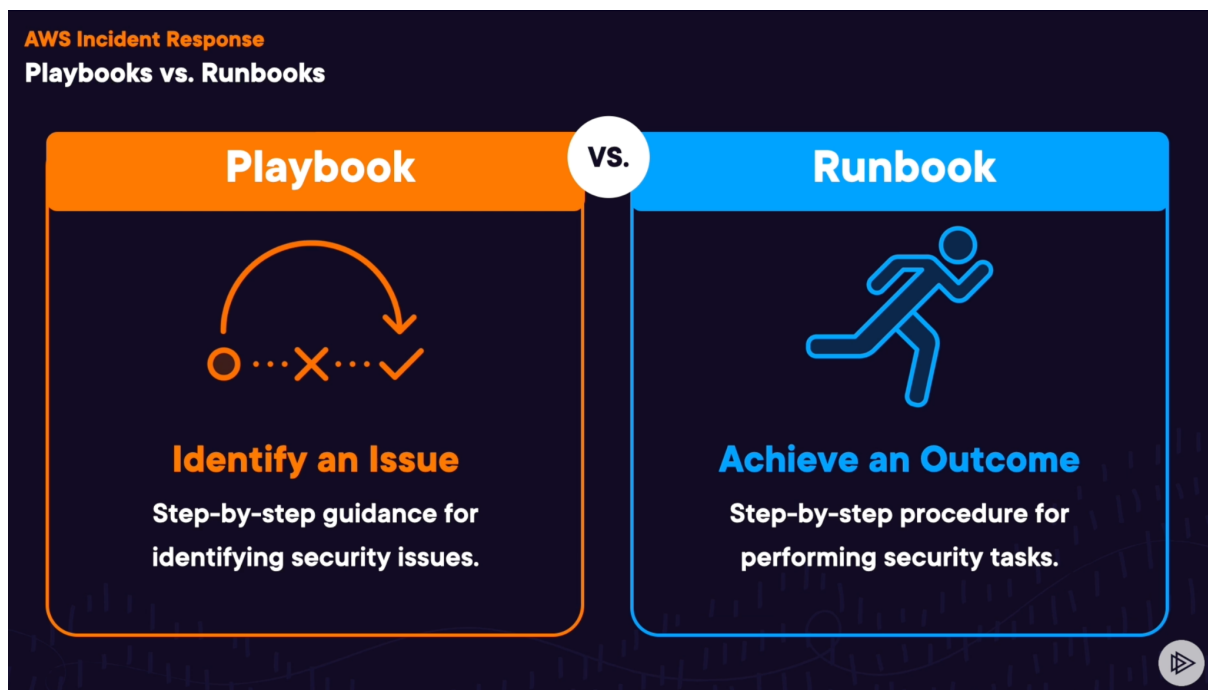 AWS Incident Response
Playbooks vs. Runbooks
Playbook
VS.
Runbook
Identify an Issue
Step-by-step guidance for
identifying security issues.
Achieve an Outcome
Step-by-step procedure for
performing security tasks.